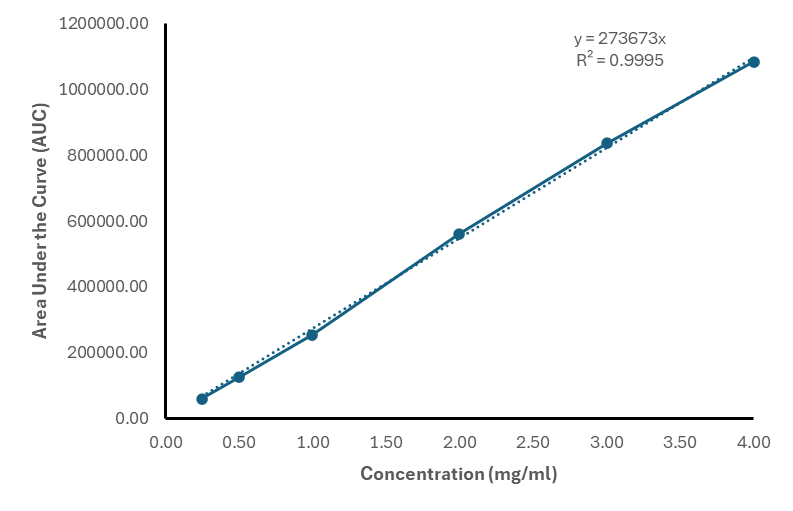 y = 273673x
R² = 0.9995
Area Under the Curve (AUC)
1200000.00
1000000.00
800000.00
600000.00
400000.00
200000.00
0.00
0.00 0.50 1.00 1.50 2.00 2.50 3.00 3.50 4.00
Concentration (mg/ml)